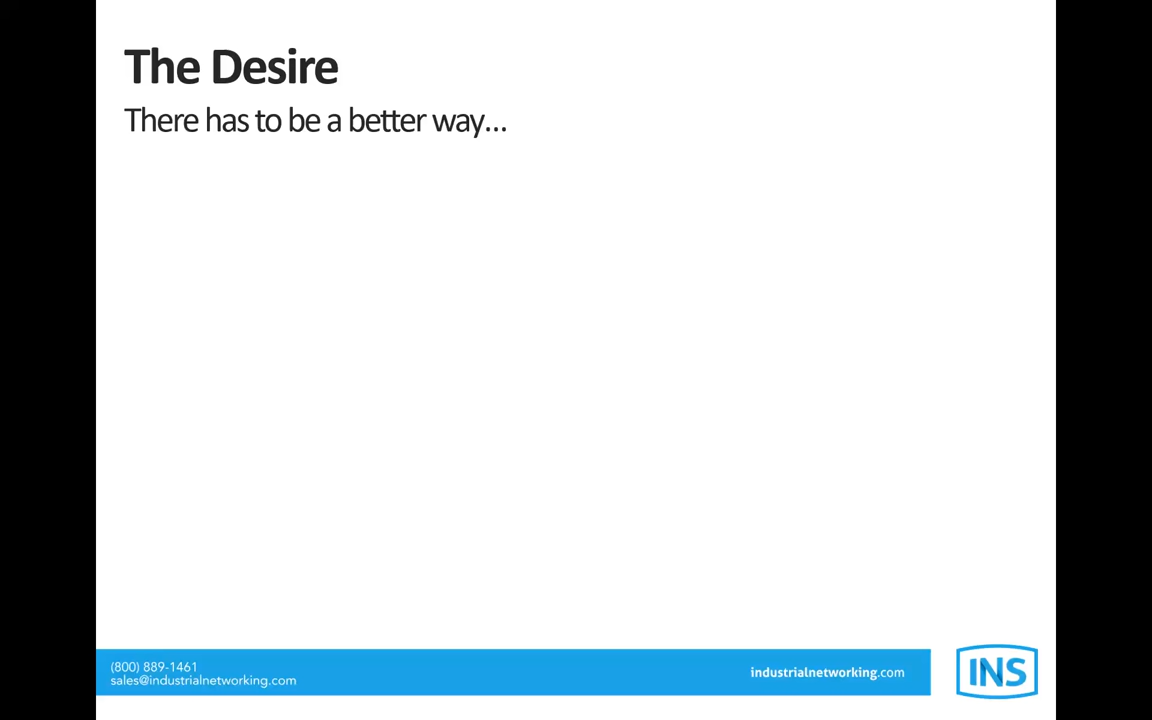 The Desire
There has to be a better way...
(800) 889-1461
sales@industrialnetworking.com
industrialnetworking.com
INS